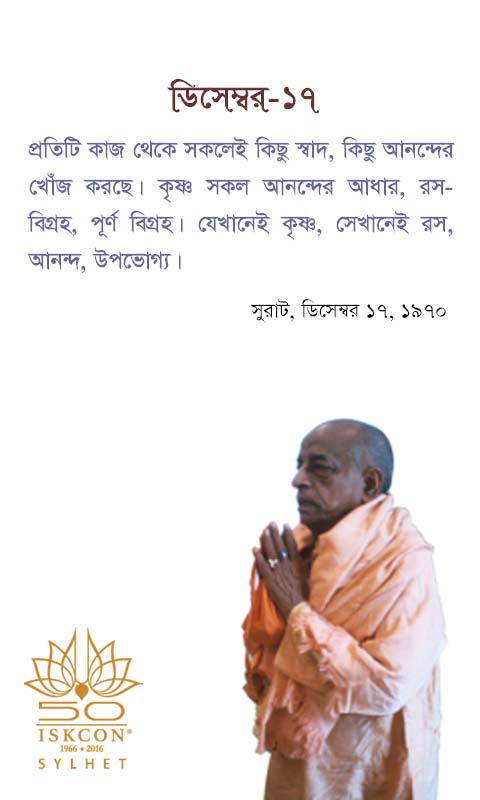 ডিসেম্বর-১৭
প্রতিটি কাজ থেকে সকলেই কিছু স্বাদ, কিছু আনন্দের
খোঁজ করছে। কৃষ্ণ সকল আনন্দের আধার, রস-
বিগ্রহ, পূর্ণ বিগ্রহ। যেখানেই কৃষ্ণ, সেখানেই রস,
আনন্দ, উপভোগ্য।
সুরাট, ডিসেম্বর ১৭, ১৯৭০
50
ISKCON®
1966 • 2016
SYLHET